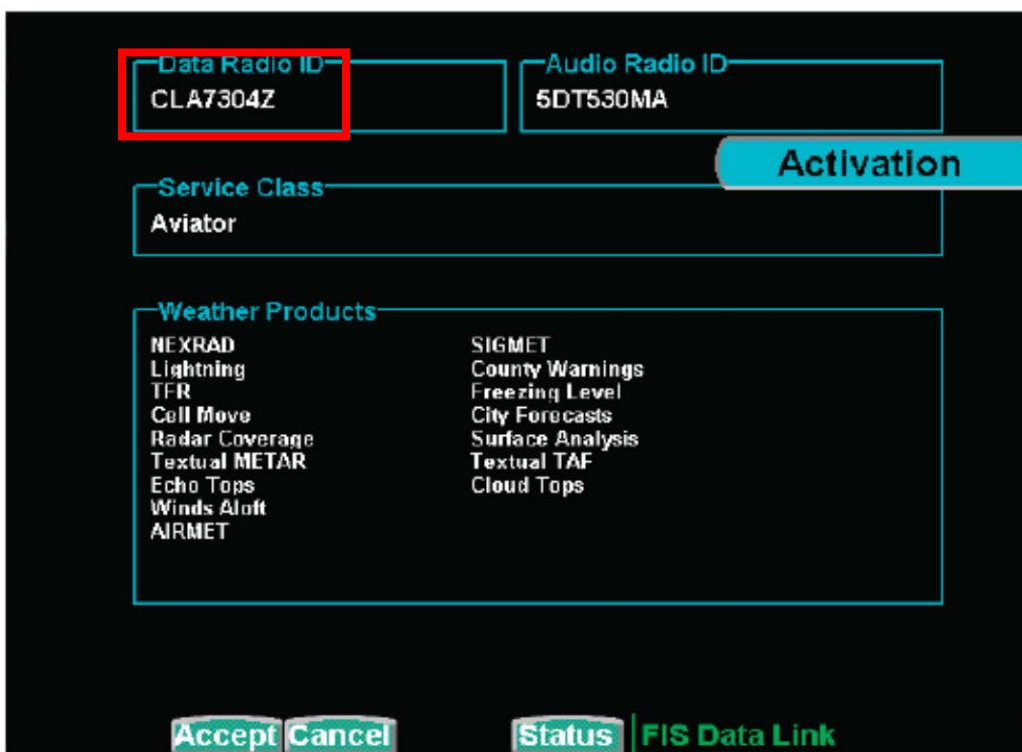 Data Radio ID
CLA7304Z
Audio Radio ID
5DT530MA
Activation
Service Class
Aviator
Weather Products
NEXRAD
Lightning
TFR
Cell Move
Radar Coverage
Textual METAR
Echo Tops
Winds Aloft
AIRMET
SIGMET
County Warnings
Freezing Level
City Forecasts
Surface Analysis
Textual TAF
Cloud Tops
Accept Cancel Status FIS Data Link